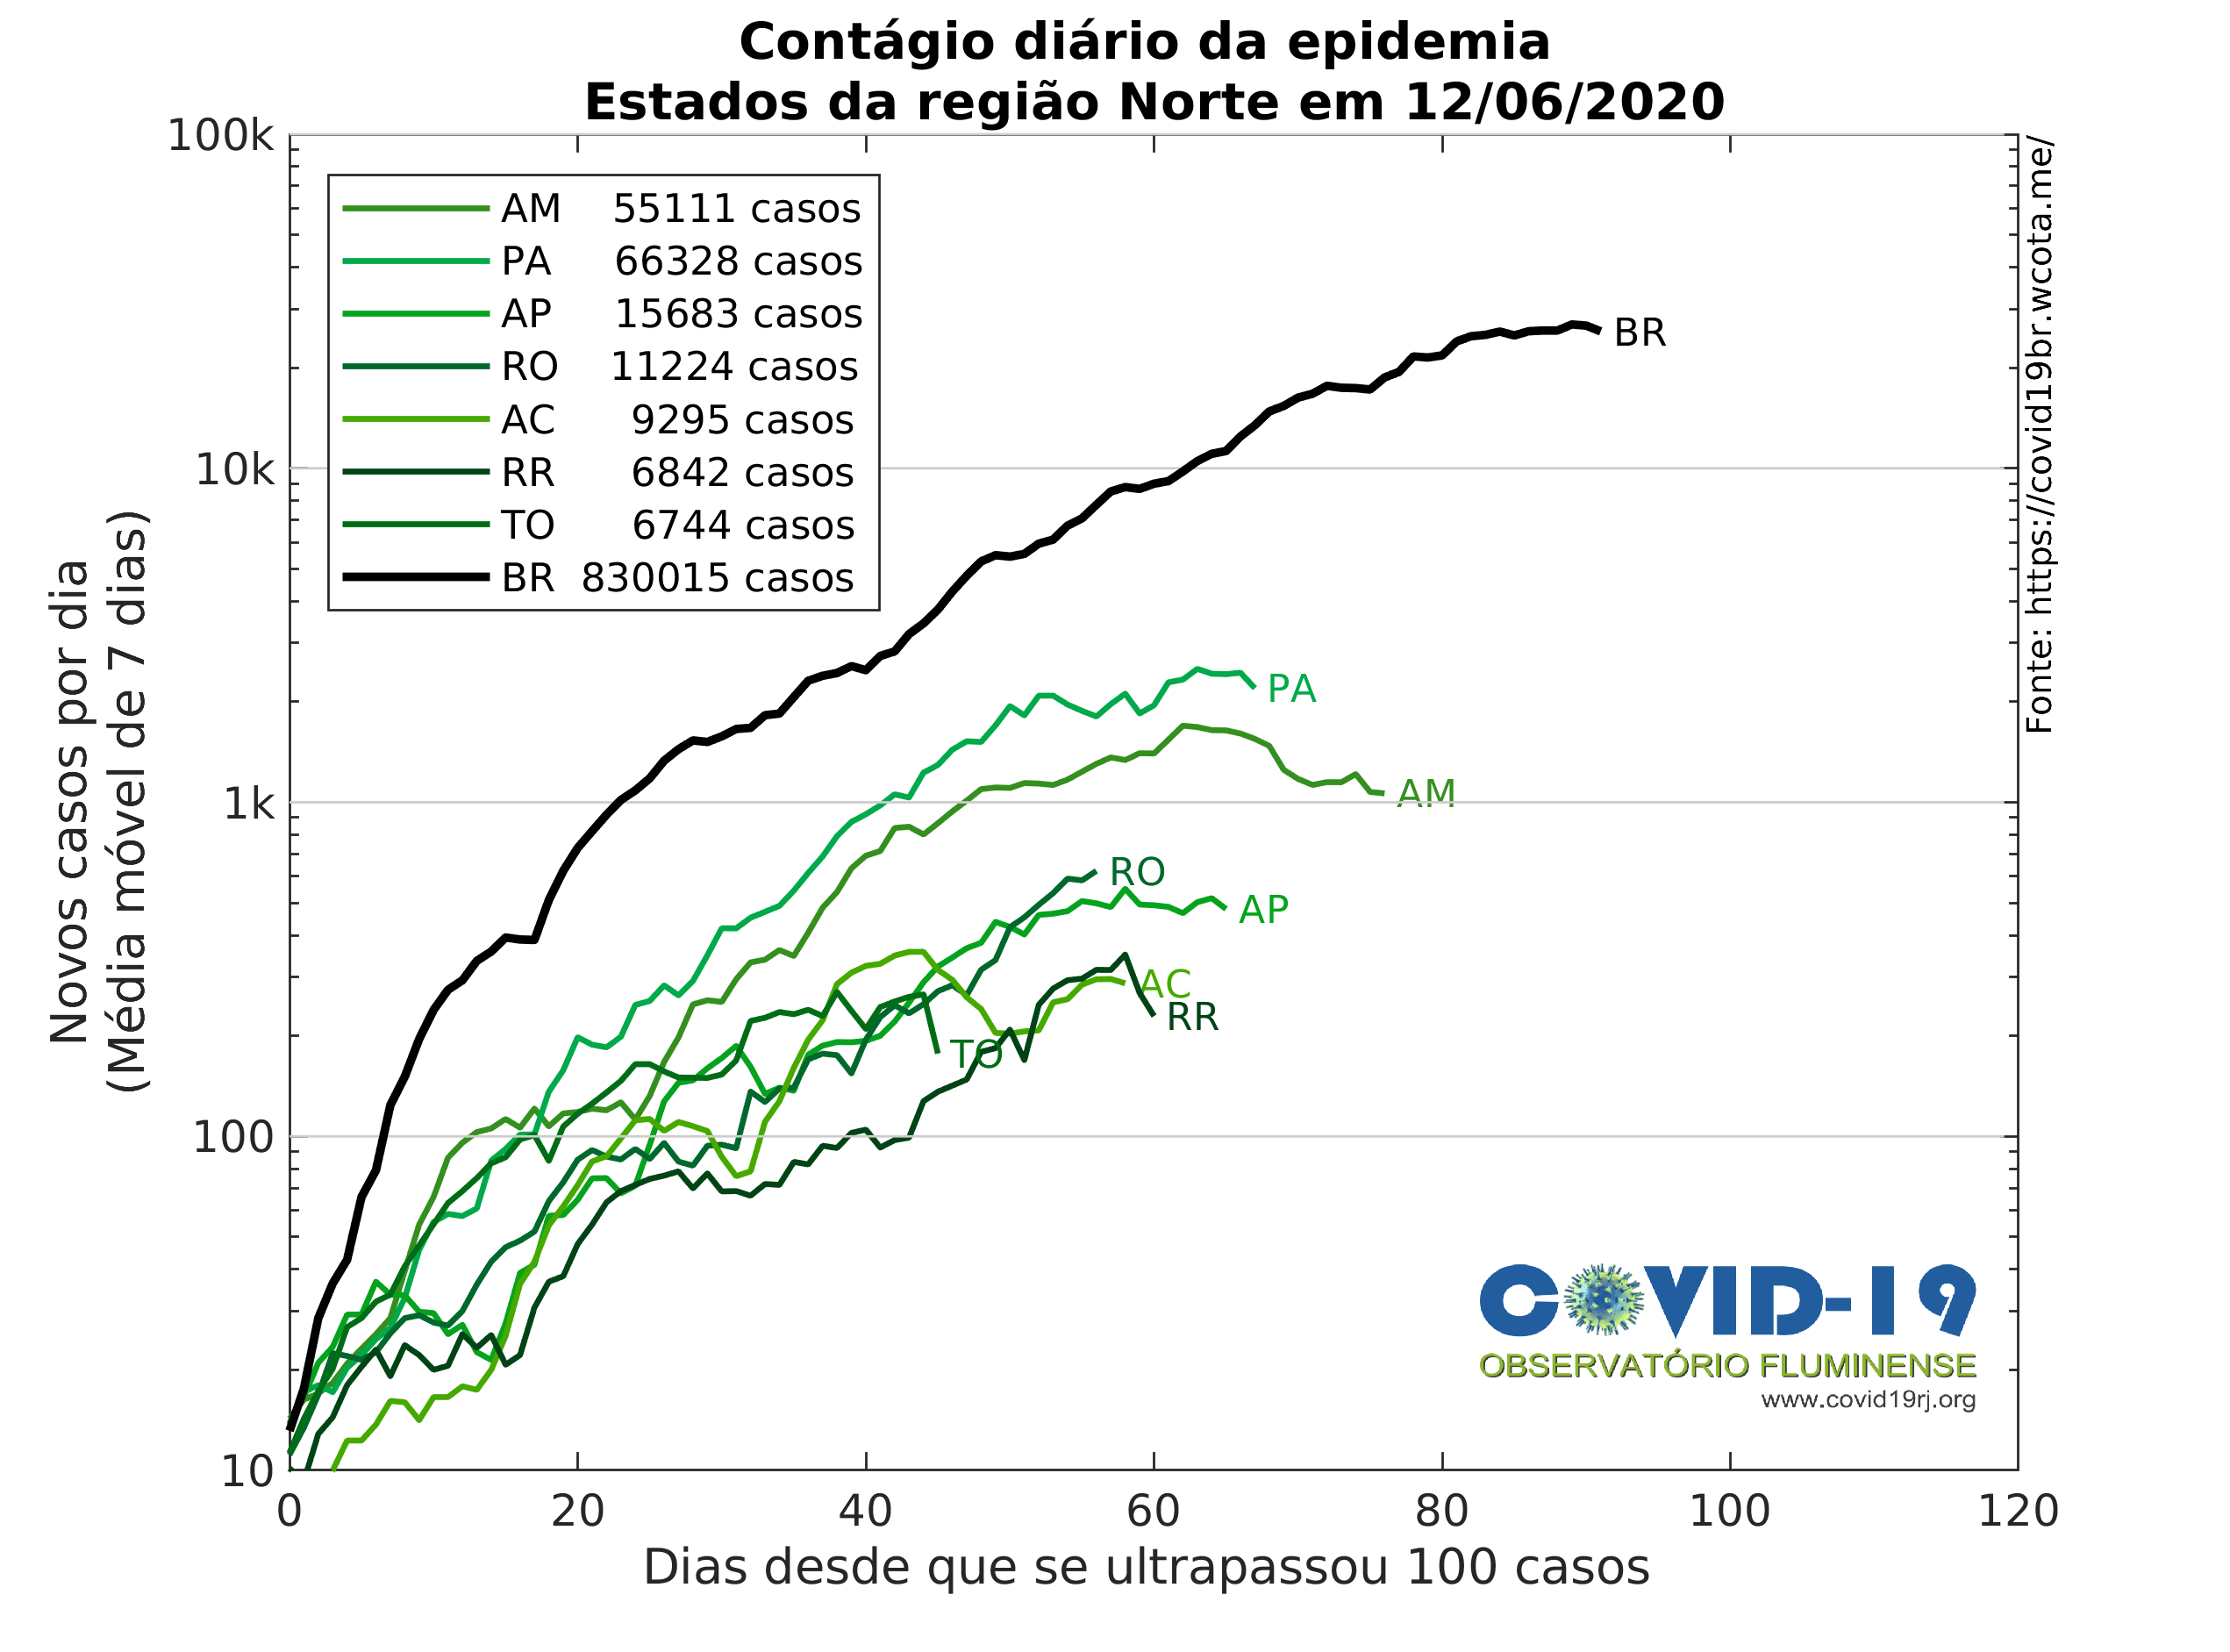 Contágio diário da epidemia
Estados da região Norte em 12/06/2020
100k
10k
1k
100
10
Novos casos por dia
(Média móvel de 7 dias)
AM 55111 casos
PA 66328 casos
AP 15683 casos
RO 11224 casos
AC 9295 casos
RR 6842 casos
TO 6744 casos
BR 830015 casos
BR
PA
AM
RO
AP
AC
RR
TO
Fonte: https://covid19br.wcota.me/
COVID-19
OBSERVATÓRIO FLUMINENSE
www.covid19rj.org
0 20 40 60 80 100 120
Dias desde que se ultrapassou 100 casos